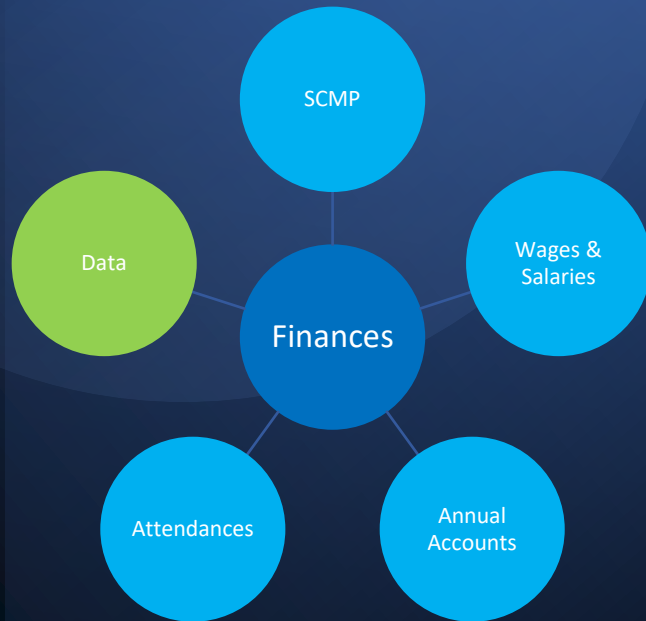 SCMP
Data
Wages &
Salaries
Finances
Attendances
Annual
Accounts